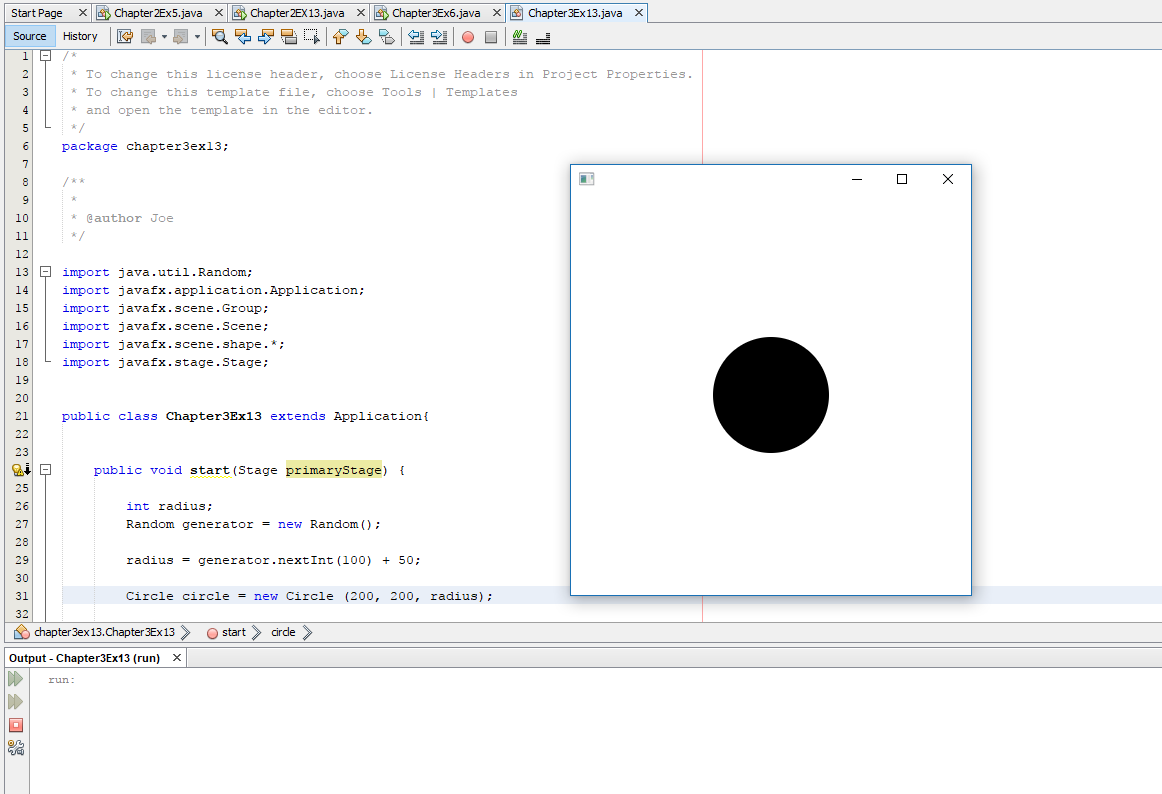 Start Page Chapter2Ex5.java Chapter2EX13.java Chapter3Ex6.java Chapter3Ex13.java
Source History
1 /*
2 * To change this license header, choose License Headers in Project Properties.
3 * To change this template file, choose Tools | Templates
4 * and open the template in the editor.
5 */
6 package chapter3ex13;
7
8 /**
9 *
10 * @author Joe
11 */
12
13 import java.util.Random;
14 import javafx.application.Application;
15 import javafx.scene.Group;
16 import javafx.scene.Scene;
17 import javafx.scene.shape.*;
18 import javafx.stage.Stage;
19
20
21 public class Chapter3Ex13 extends Application{
22
23
public void start(Stage primaryStage) {
25
26 int radius;
27 Random generator = new Random();
28
29 radius = generator.nextInt(100) + 50;
30
31 Circle circle = new Circle (200, 200, radius);
32
chapter3ex13.Chapter3Ex13 start circle
Output - Chapter3Ex13 (run)
run: